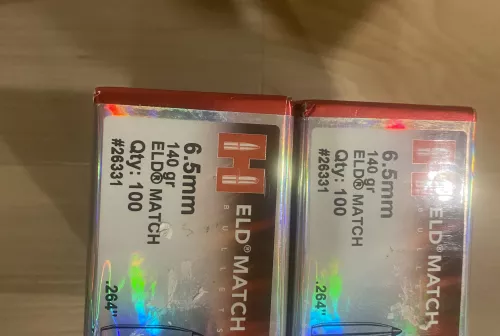 6.5mm
140 gr
ELD® MATCH
Qty: 100
#26331
H
ELD® MATCH
BULLETS
.264"
6.5mm
140 gr
ELD® MATCH
Qty: 100
#26331
ELD® MATCH
.264"